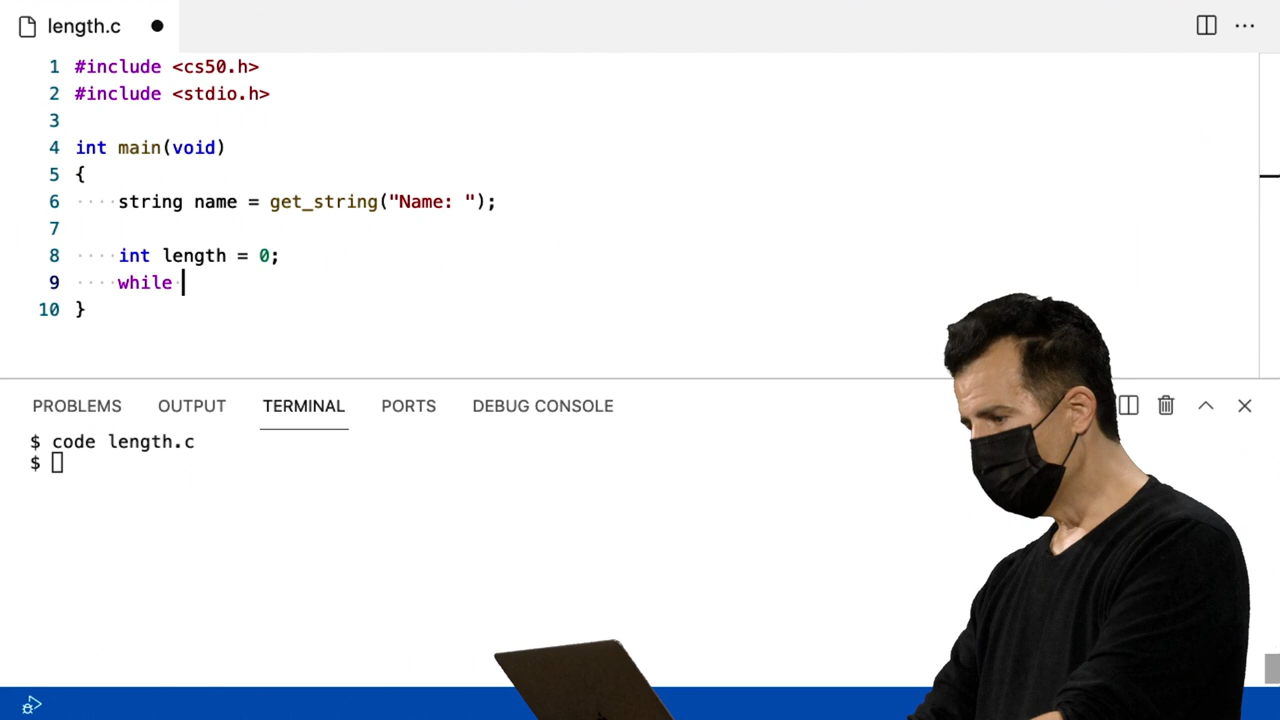 length.c
1 #include <cs50.h>
2 #include <stdio.h>
3
4 int main(void)
5 {
6 ····string name = get_string("Name: ");
7
8 ····int length = 0;
9 ····while·
10 }
PROBLEMS OUTPUT TERMINAL PORTS DEBUG CONSOLE
$ code length.c
$